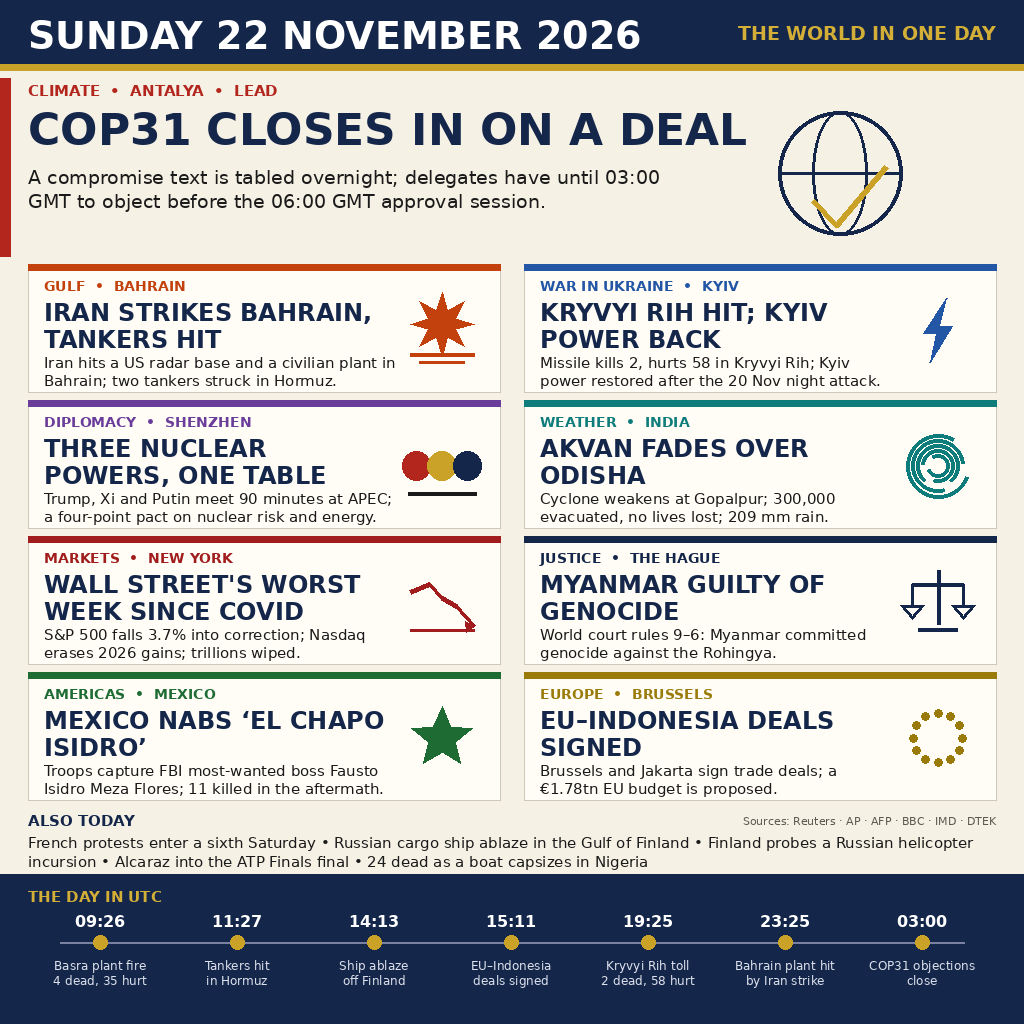 SUNDAY 22 NOVEMBER 2026
THE WORLD IN ONE DAY
CLIMATE • ANTALYA • LEAD
COP31 CLOSES IN ON A DEAL
A compromise text is tabled overnight; delegates have until 03:00
GMT to object before the 06:00 GMT approval session.
GULF • BAHRAIN
IRAN STRIKES BAHRAIN,
TANKERS HIT
Iran hits a US radar base and a civilian plant in
Bahrain; two tankers struck in Hormuz.
WAR IN UKRAINE • KYIV
KRYVYI RIH HIT; KYIV
POWER BACK
Missile kills 2, hurts 58 in Kryvyi Rih; Kyiv
power restored after the 20 Nov night attack.
DIPLOMACY • SHENZHEN
THREE NUCLEAR
POWERS, ONE TABLE
Trump, Xi and Putin meet 90 minutes at APEC;
a four-point pact on nuclear risk and energy.
WEATHER • INDIA
AKVAN FADES OVER
ODISHA
Cyclone weakens at Gopalpur; 300,000
evacuated, no lives lost; 209 mm rain.
MARKETS • NEW YORK
WALL STREET'S WORST
WEEK SINCE COVID
S&P 500 falls 3.7% into correction; Nasdaq
erases 2026 gains; trillions wiped.
JUSTICE • THE HAGUE
MYANMAR GUILTY OF
GENOCIDE
World court rules 9–6: Myanmar committed
genocide against the Rohingya.
AMERICAS • MEXICO
MEXICO NABS ‘EL CHAPO
ISIDRO’
Troops capture FBI most-wanted boss Fausto
Isidro Meza Flores; 11 killed in the aftermath.
EUROPE • BRUSSELS
EU–INDONESIA DEALS
SIGNED
Brussels and Jakarta sign trade deals; a
€1.78tn EU budget is proposed.
ALSO TODAY
Sources: Reuters · AP · AFP · BBC · IMD · DTEK
French protests enter a sixth Saturday • Russian cargo ship ablaze in the Gulf of Finland • Finland probes a Russian helicopter
incursion • Alcaraz into the ATP Finals final • 24 dead as a boat capsizes in Nigeria
THE DAY IN UTC
09:26
Basra plant fire
4 dead, 35 hurt
11:27
Tankers hit
in Hormuz
14:13
Ship ablaze
off Finland
15:11
EU–Indonesia
deals signed
19:25
Kryvyi Rih toll
2 dead, 58 hurt
23:25
Bahrain plant hit
by Iran strike
03:00
COP31 objections
close